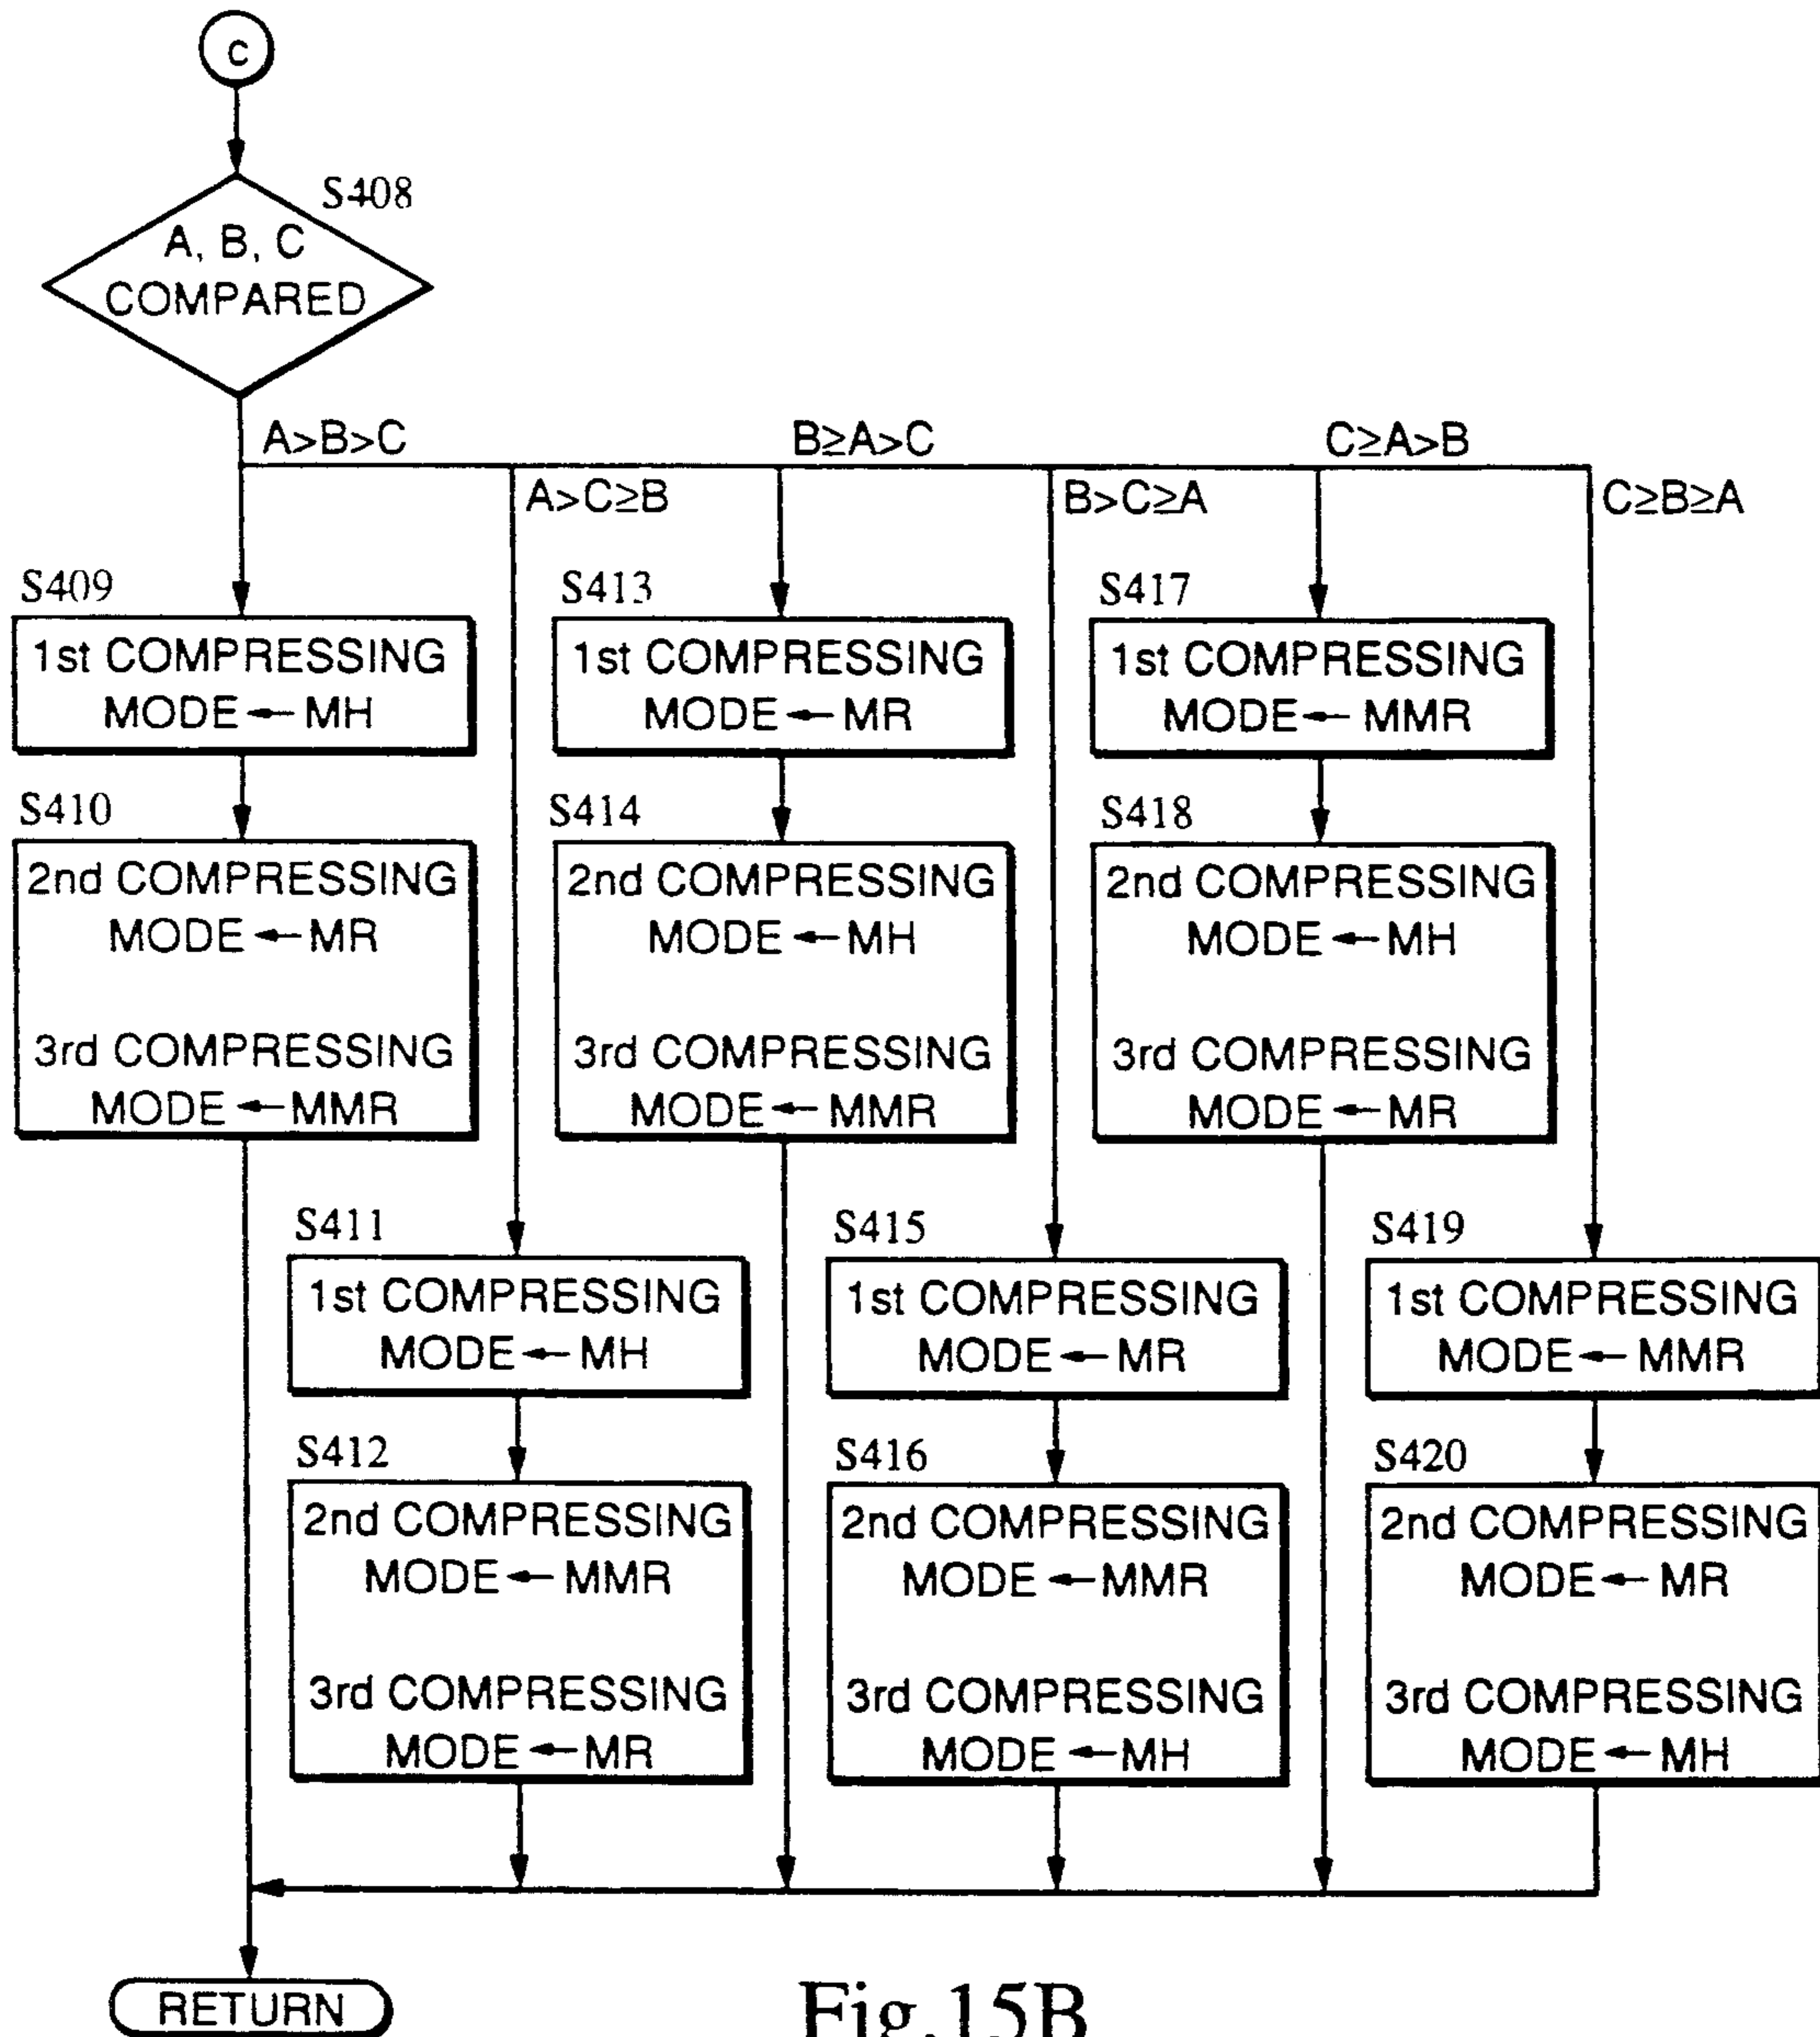 c
S408
A, B, C
COMPARED
A>B>C
A>C≥B
B≥A>C
B>C≥A
C≥A>B
C≥B≥A
S409
1st COMPRESSING
MODE ← MH
S410
2nd COMPRESSING
MODE ← MR
3rd COMPRESSING
MODE ← MMR
S413
1st COMPRESSING
MODE ← MR
S414
2nd COMPRESSING
MODE ← MH
3rd COMPRESSING
MODE ← MMR
S417
1st COMPRESSING
MODE ← MMR
S418
2nd COMPRESSING
MODE ← MH
3rd COMPRESSING
MODE ← MR
S411
1st COMPRESSING
MODE ← MH
S412
2nd COMPRESSING
MODE ← MMR
3rd COMPRESSING
MODE ← MR
S415
1st COMPRESSING
MODE ← MR
S416
2nd COMPRESSING
MODE ← MMR
3rd COMPRESSING
MODE ← MH
S419
1st COMPRESSING
MODE ← MMR
S420
2nd COMPRESSING
MODE ← MR
3rd COMPRESSING
MODE ← MH
RETURN
Fig.15B